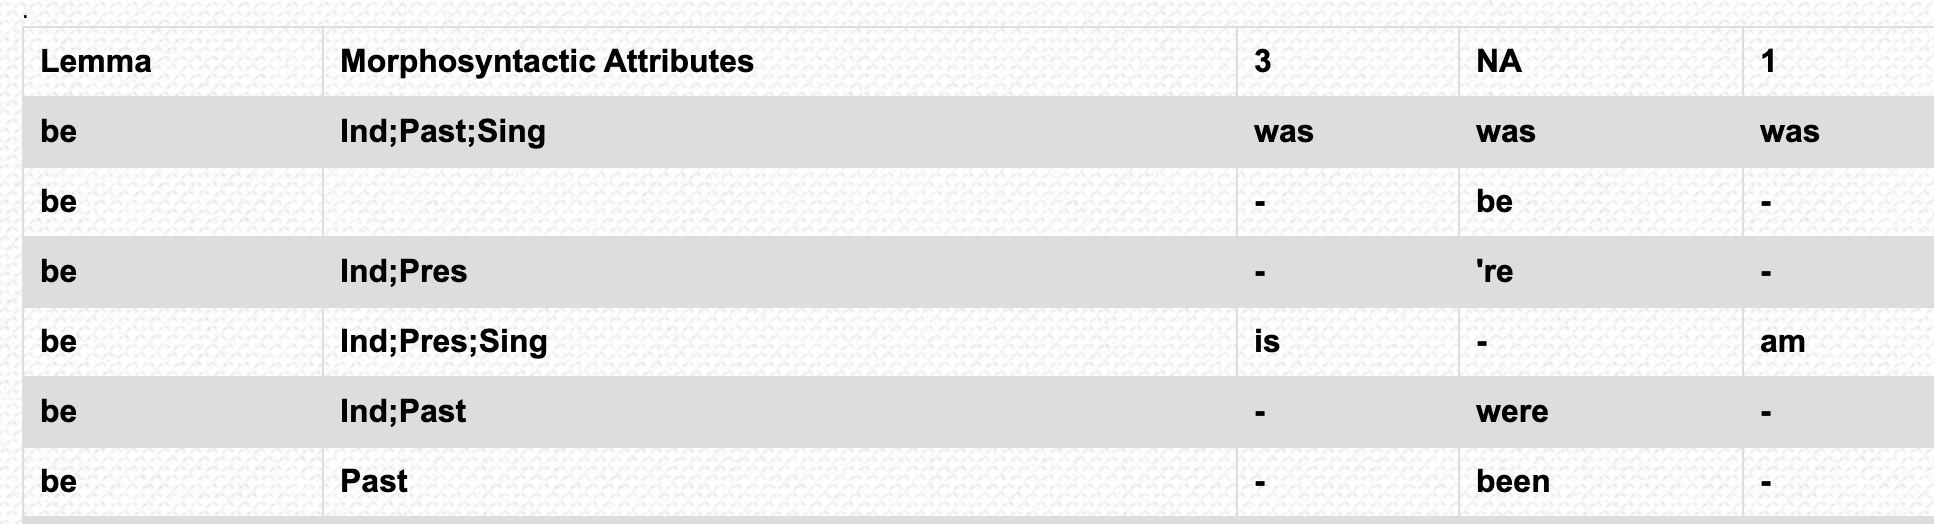 .
Lemma Morphosyntactic Attributes 3 NA 1
be Ind;Past;Sing was was was
be - be -
be Ind;Pres - 're -
be Ind;Pres;Sing is - am
be Ind;Past - were -
be Past - been -